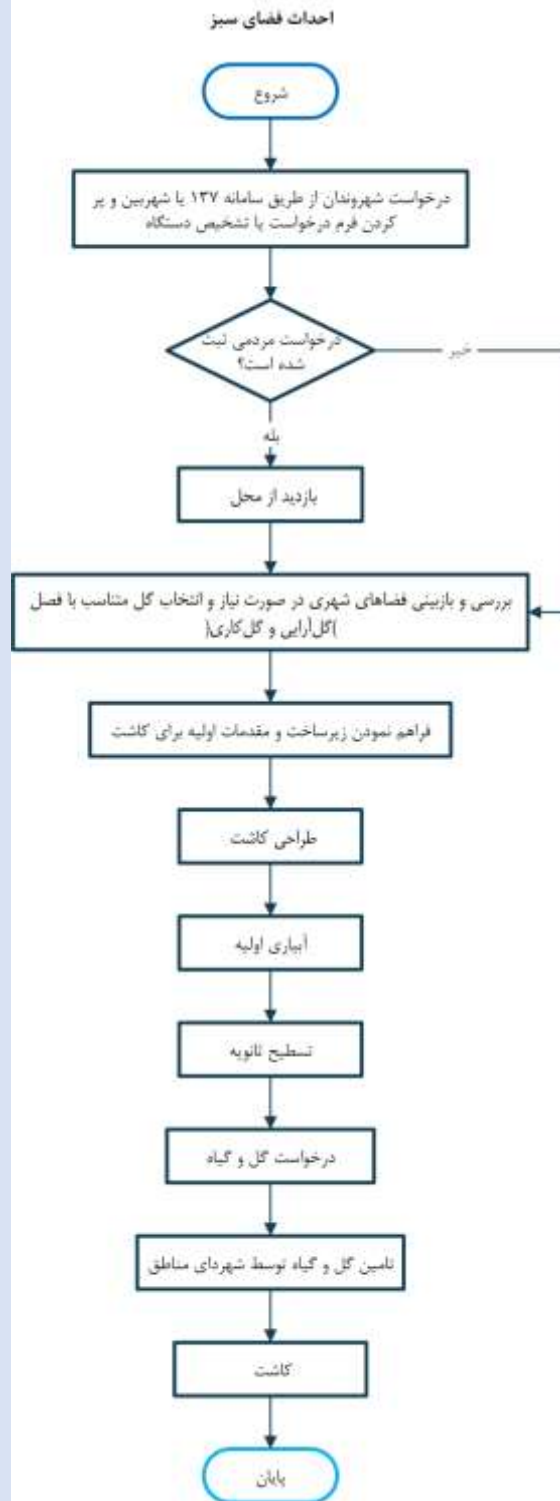 احداث فضای سبز
شروع
درخواست شهروندان از طریق سامانه ۱۳۷ یا شهربین و پر
کردن فرم درخواست یا تشخیص دستگاه
درخواست مردمی ثبت
شده است؟
خیر
بله
بازدید از محل
بررسی و بازبینی فضاهای شهری در صورت نیاز و انتخاب گل متناسب با فصل
)گل‌آرایی و گل‌کاری(
فراهم نمودن زیرساخت و مقدمات اولیه برای کاشت
طراحی کاشت
آبیاری اولیه
تسطیح ثانویه
درخواست گل و گیاه
تامین گل و گیاه توسط شهردای مناطق
کاشت
پایان